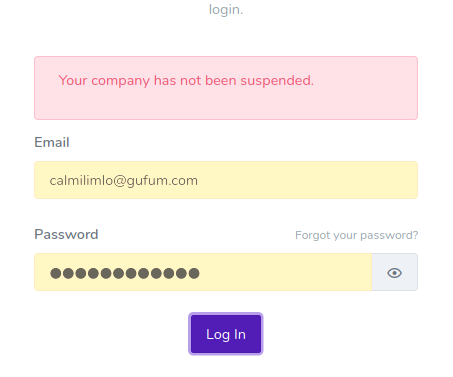 login.
Your company has not been suspended.
Email
calmilimlo@gufum.com
Password
Forgot your password?
Log In